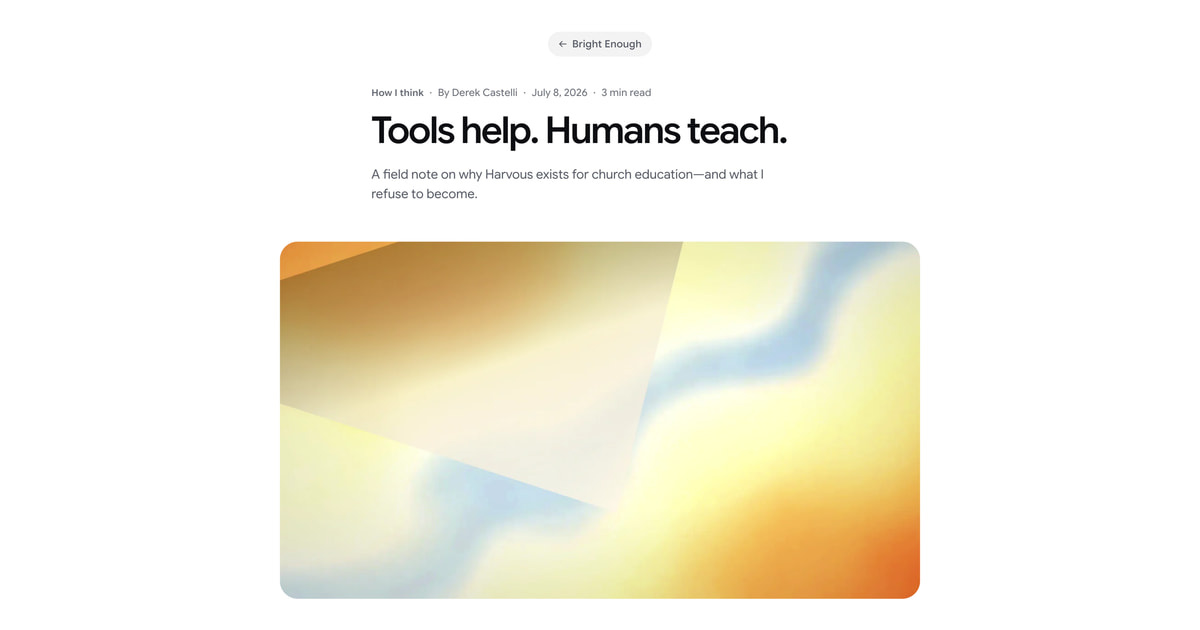 ← Bright Enough
How I think · By Derek Castelli · July 8, 2026 · 3 min read
Tools help. Humans teach.
A field note on why Harvous exists for church education—and what I
refuse to become.